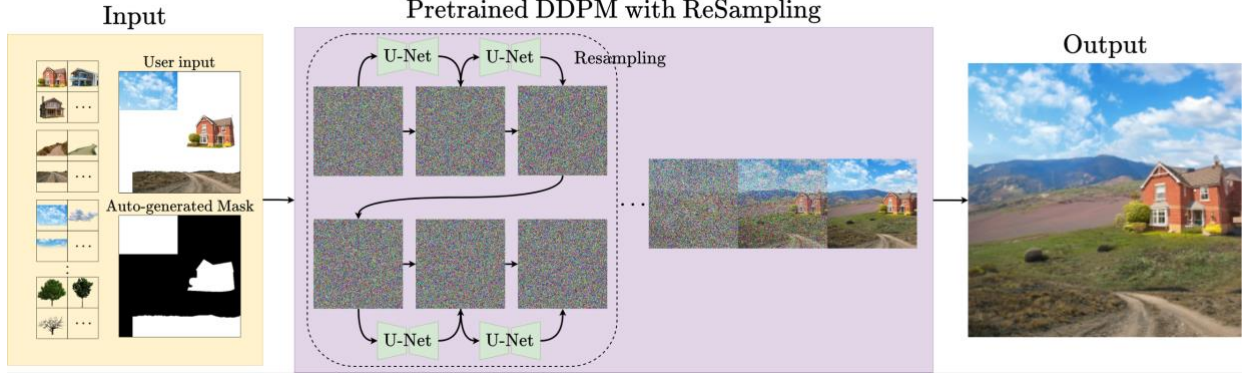 Input
Pretrained DDPM with ReSampling
Output
User input
Auto-generated Mask
U-Net
U-Net
Resampling
U-Net
U-Net